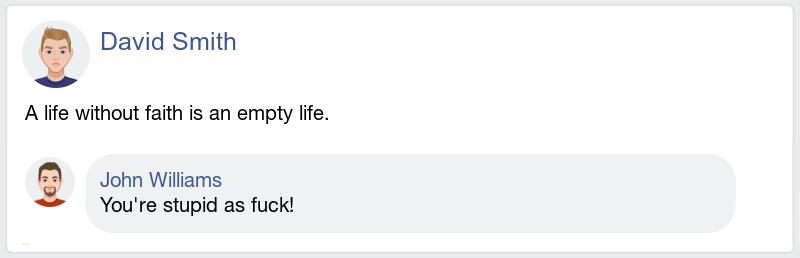 David Smith
A life without faith is an empty life.
John Williams
You're stupid as fuck!